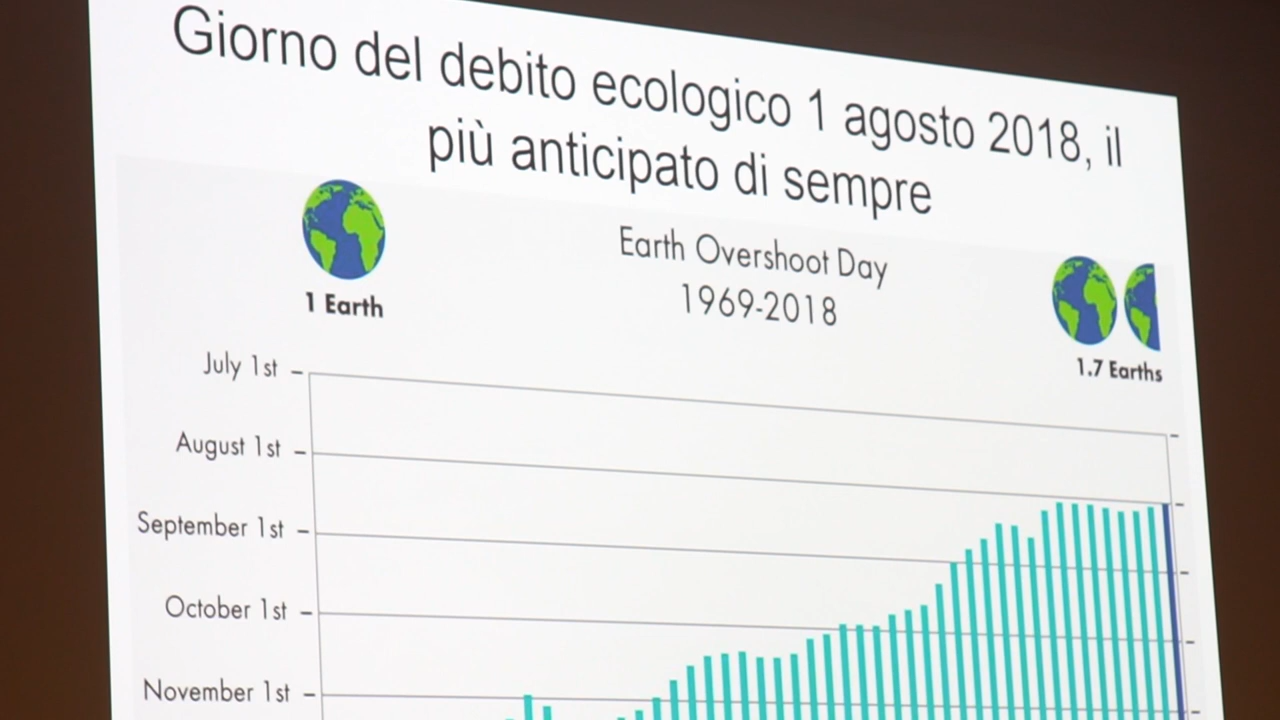 Giorno del debito ecologico 1 agosto 2018, il
più anticipato di sempre
Earth Overshoot Day
1969-2018
1 Earth
1.7 Earths
July 1st
August 1st
September 1st
October 1st
November 1st